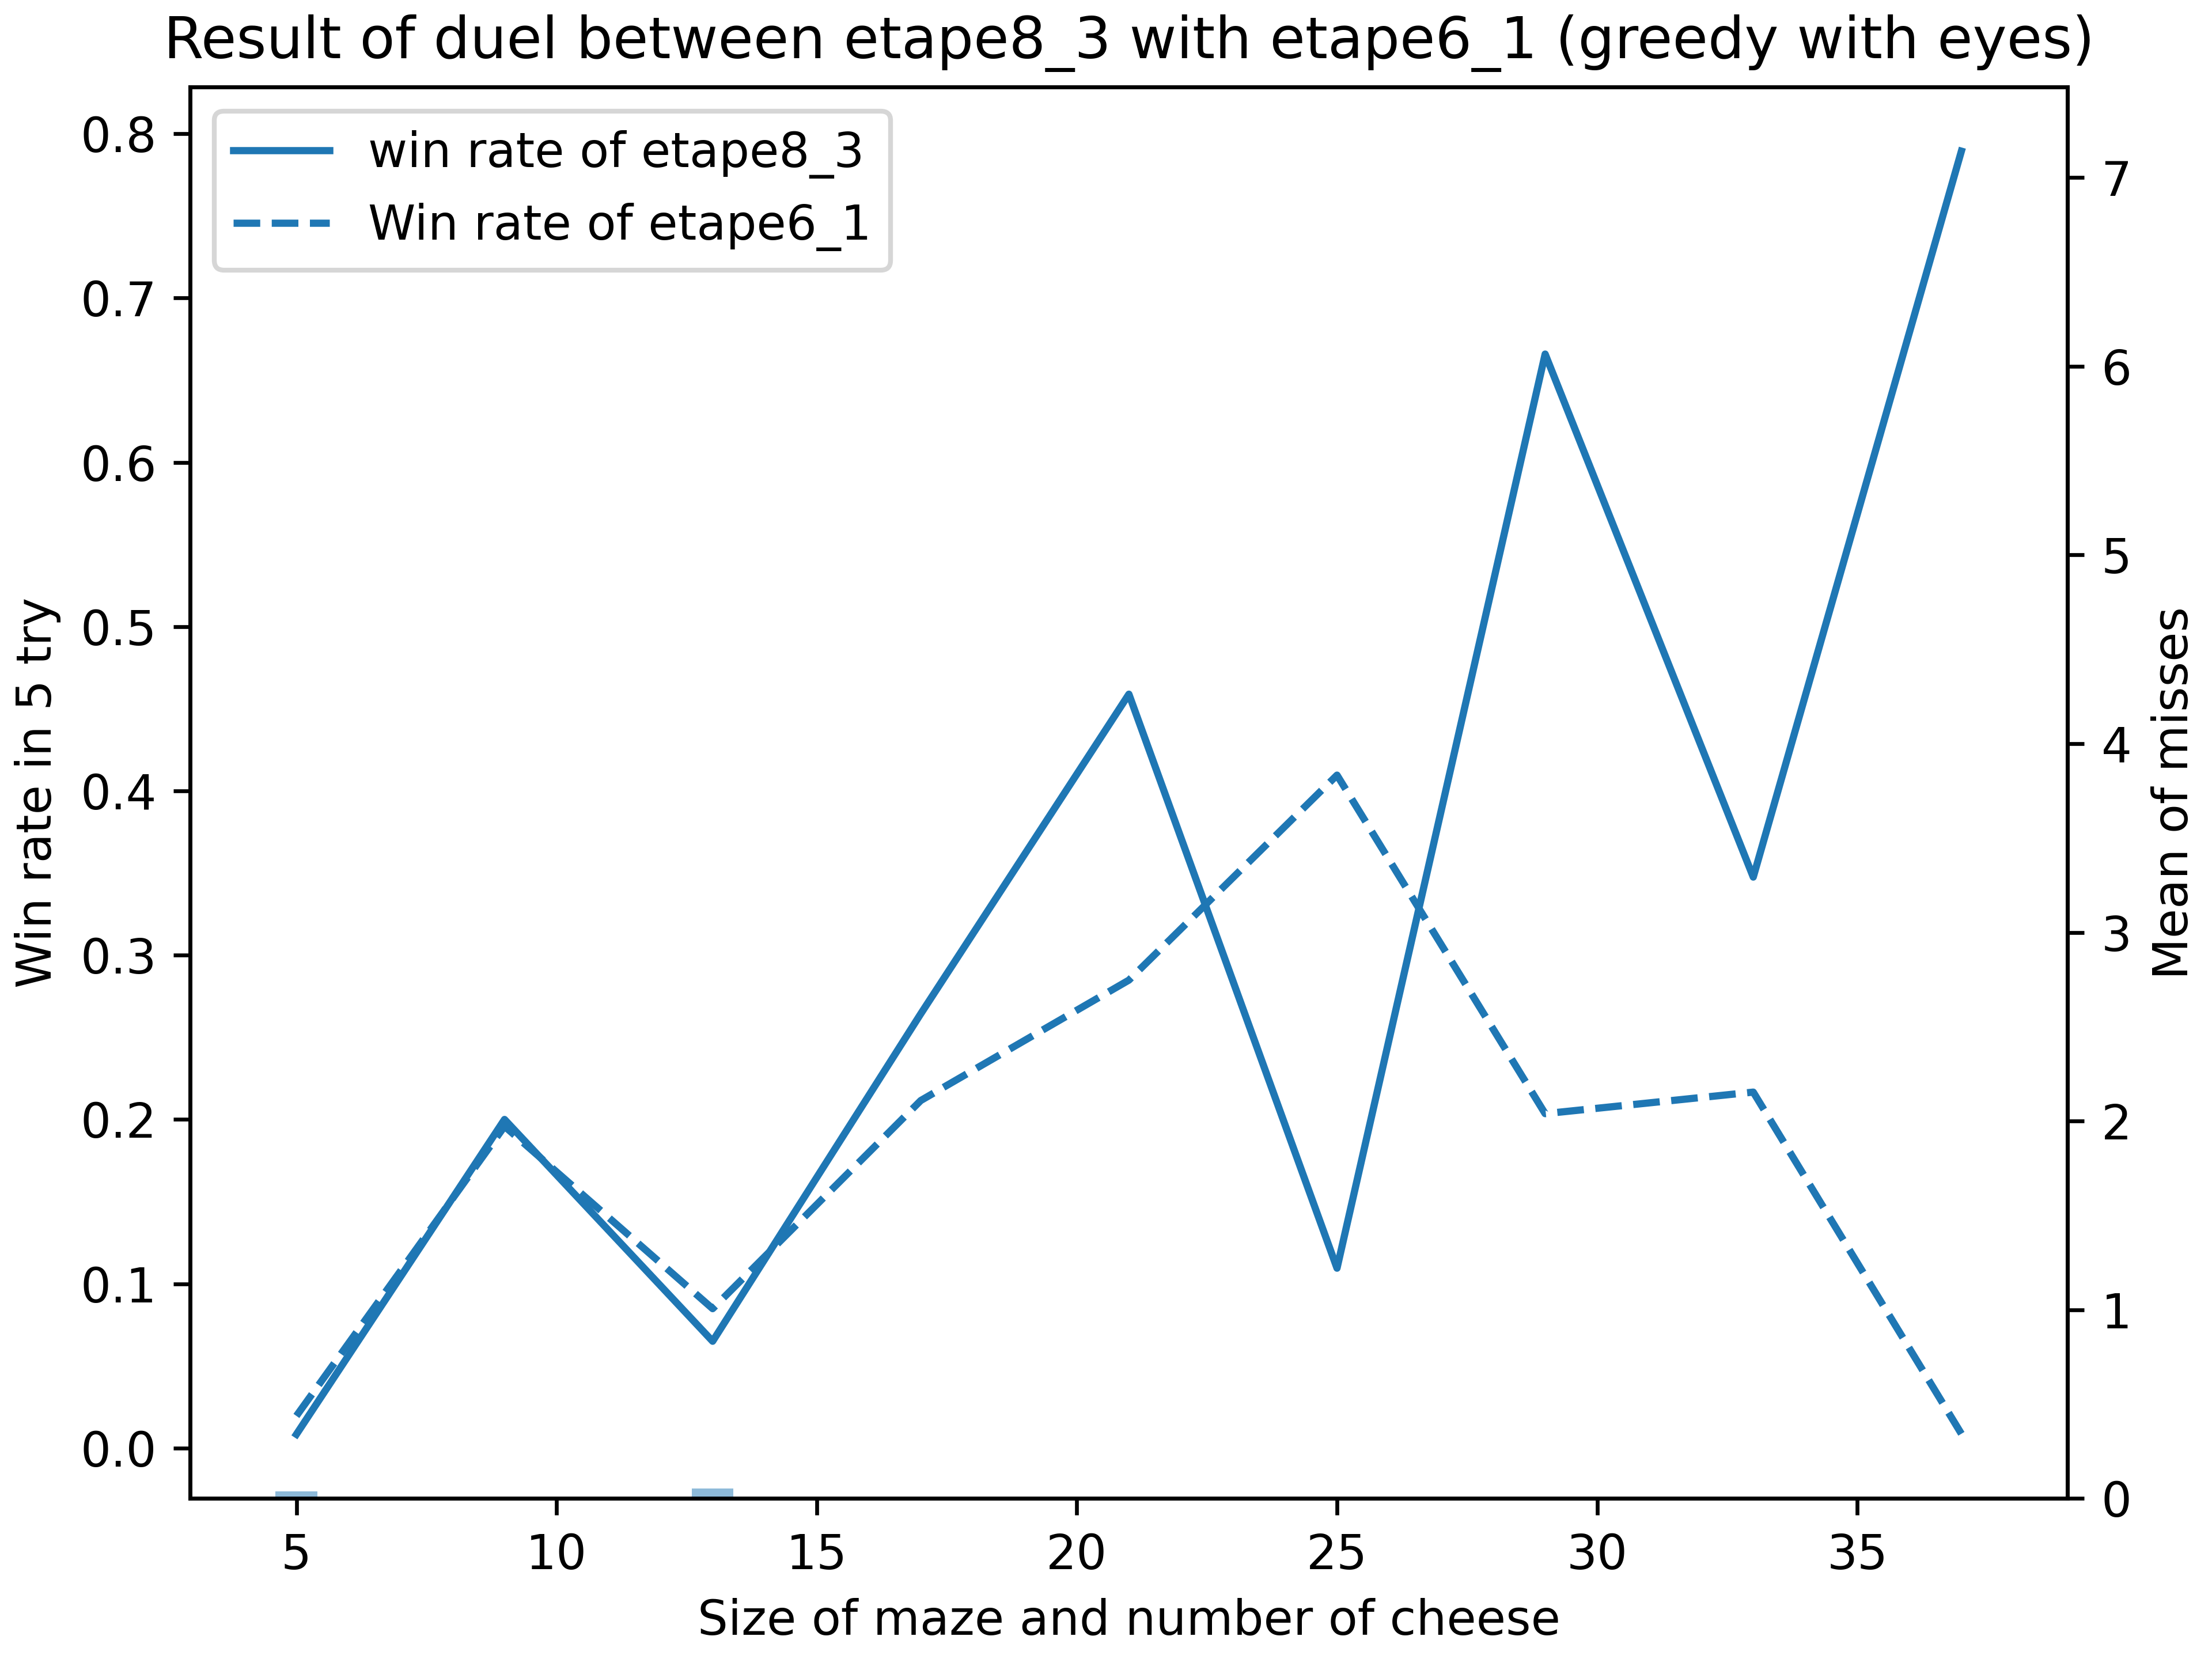 Result of duel between etape8_3 with etape6_1 (greedy with eyes)
win rate of etape8_3
Win rate of etape6_1
Win rate in 5 try
0.8
0.7
0.6
0.5
0.4
0.3
0.2
0.1
0.0
7
6
5
4
3
2
1
0
Mean of misses
5 10 15 20 25 30 35
Size of maze and number of cheese